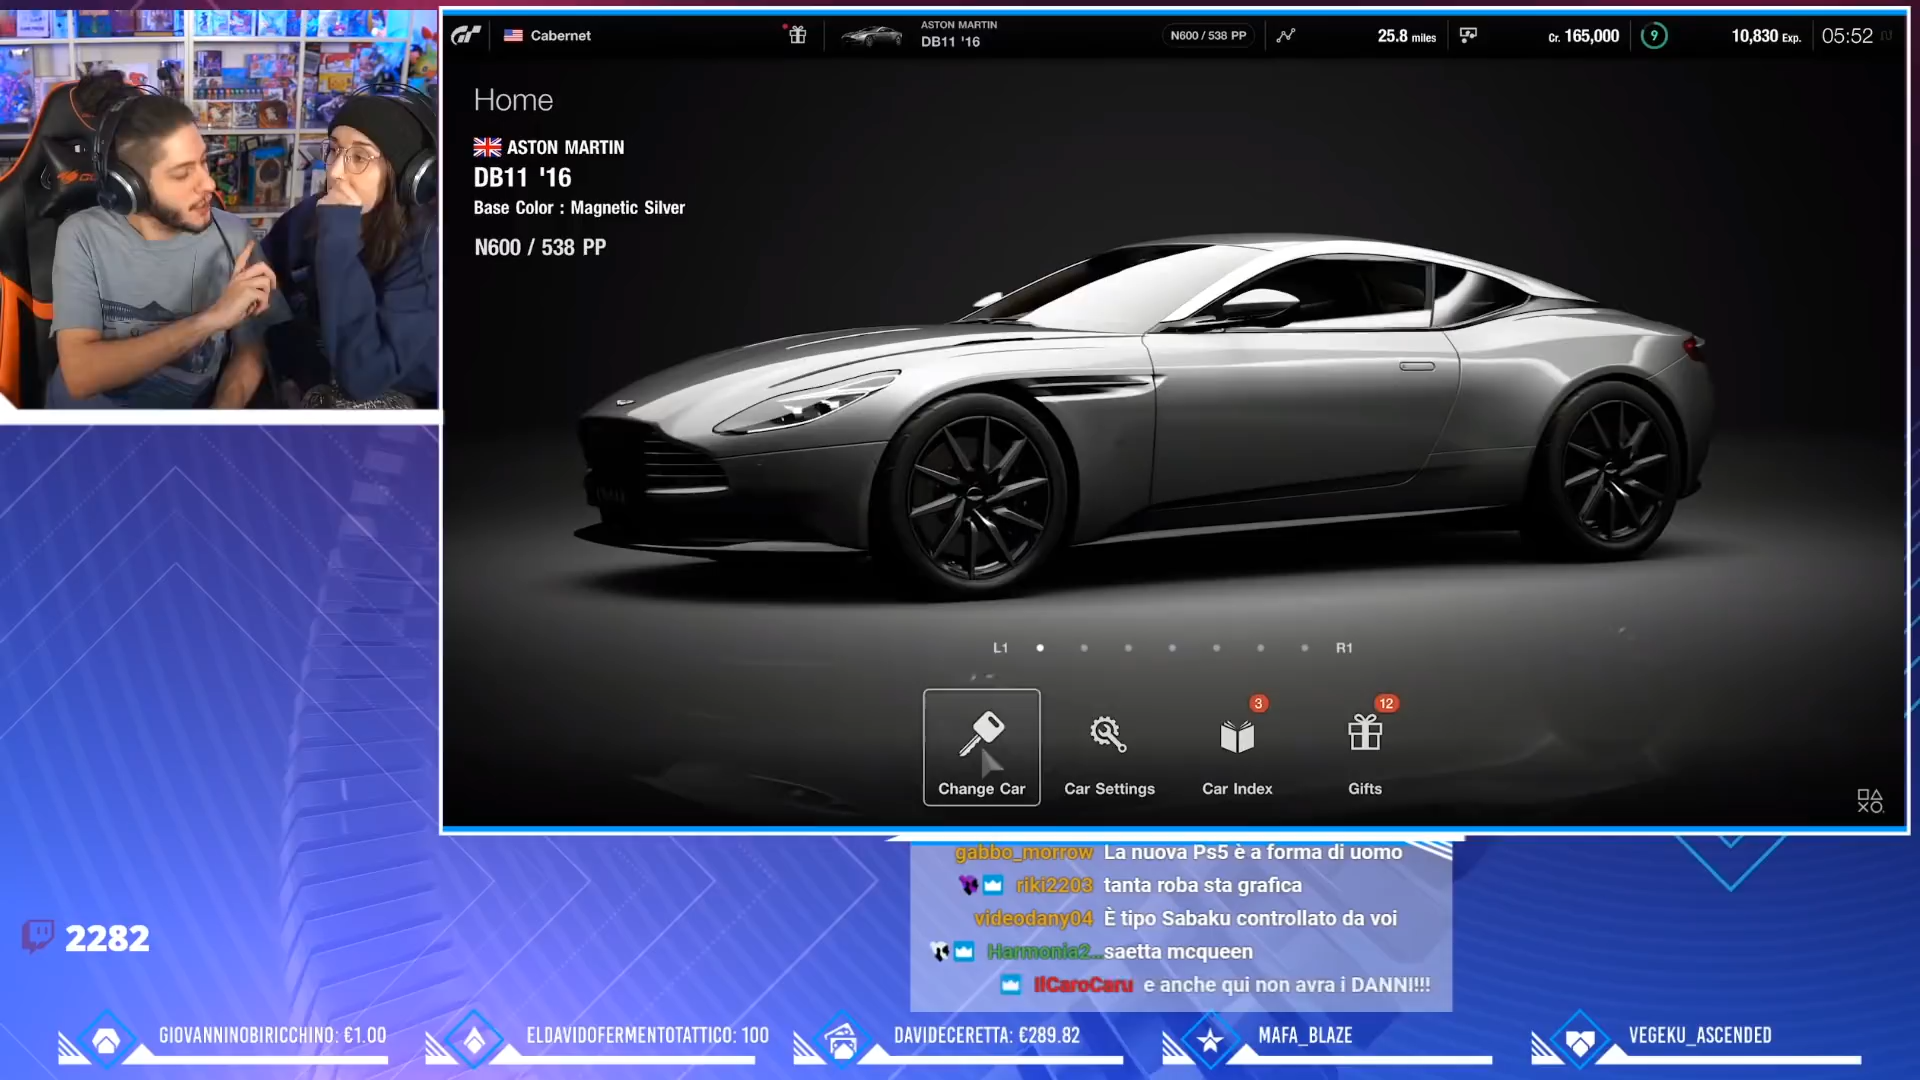 Cabernet
ASTON MARTIN
DB11 '16
N600 / 538 PP
25.8 miles
Cr. 165,000
9
10,830 Exp.
05:52
Home
ASTON MARTIN
DB11 '16
Base Color : Magnetic Silver
N600 / 538 PP
L1
R1
3
12
Change Car
Car Settings
Car Index
Gifts
gabbo_morrow La nuova Ps5 è a forma di uomo
riki2203 tanta roba sta grafica
videodany04 È tipo Sabaku controllato da voi
Harmonia2... saetta mcqueen
IlCaroCaru e anche qui non avra i DANNI!!!
2282
GIOVANNINOBIRICCHINO: €1.00
ELDAVIDOFERMENTOTATTICO: 100
DAVIDECERETTA: €289.82
MAFA_BLAZE
VEGEKU_ASCENDED